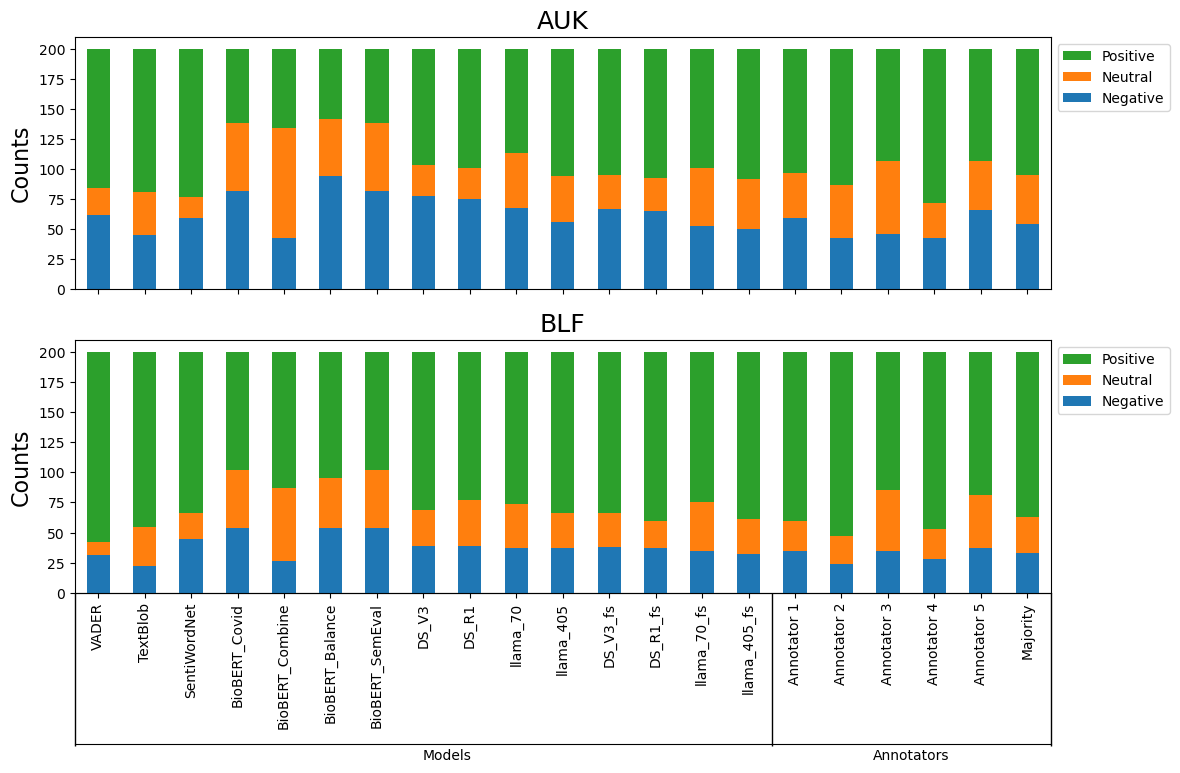 AUK
Counts
200
175
150
125
100
75
50
25
0
Positive
Neutral
Negative
BLF
Counts
200
175
150
125
100
75
50
25
0
Positive
Neutral
Negative
VADER
TextBlob
SentiWordNet
BioBERT_Covid
BioBERT_Combine
BioBERT_Balance
BioBERT_SemEval
DS_V3
DS_R1
llama_70
llama_405
DS_V3_fs
DS_R1_fs
llama_70_fs
llama_405_fs
Annotator 1
Annotator 2
Annotator 3
Annotator 4
Annotator 5
Majority
Models
Annotators